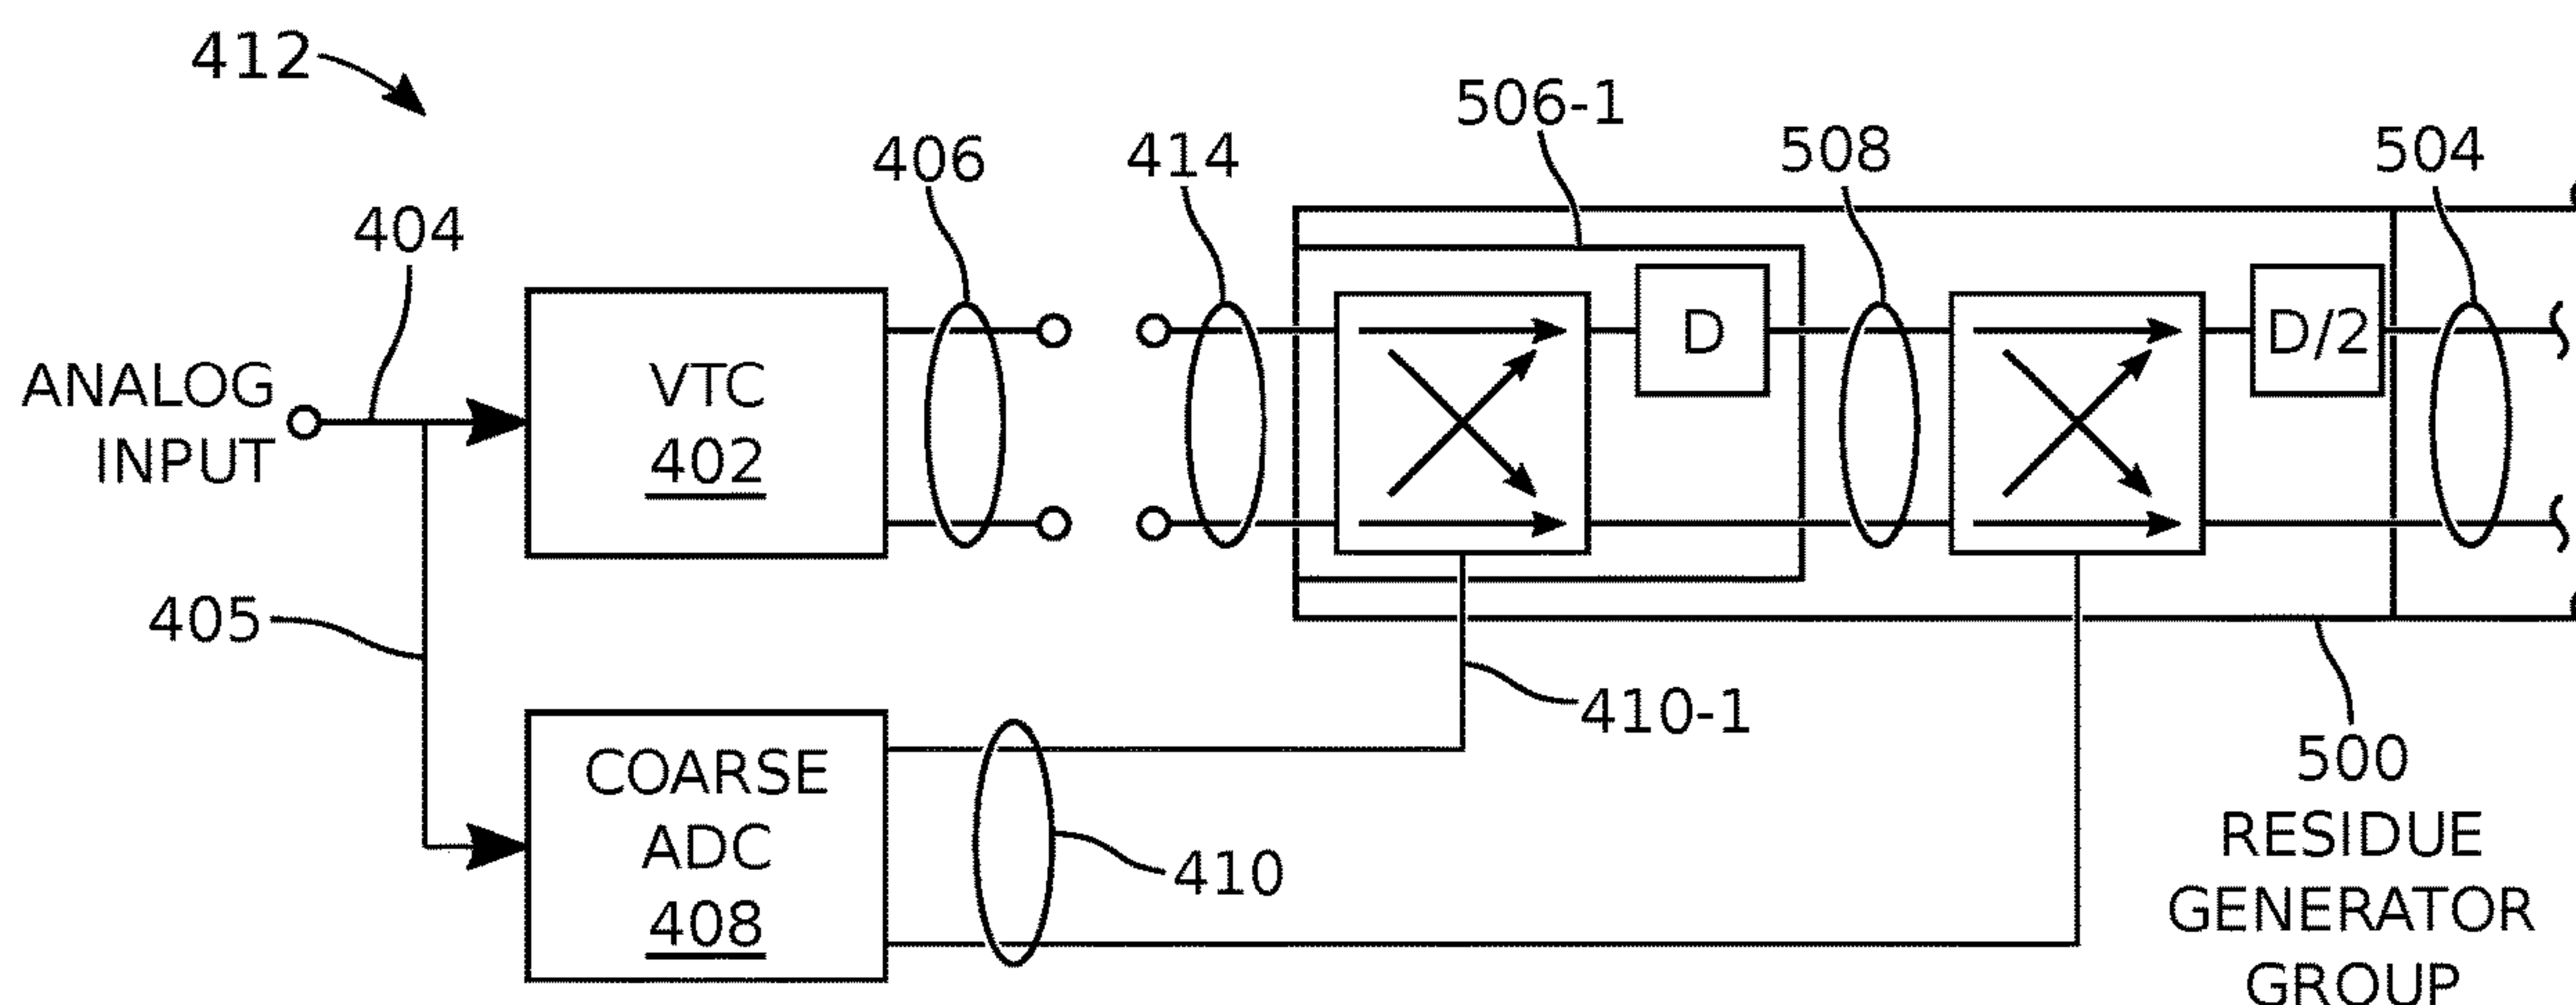 412
506-1
406
414
508
504
404
D
D/2
ANALOG
INPUT
VTC
402
405
410-1
COARSE
ADC
408
410
500
RESIDUE
GENERATOR
GROUP